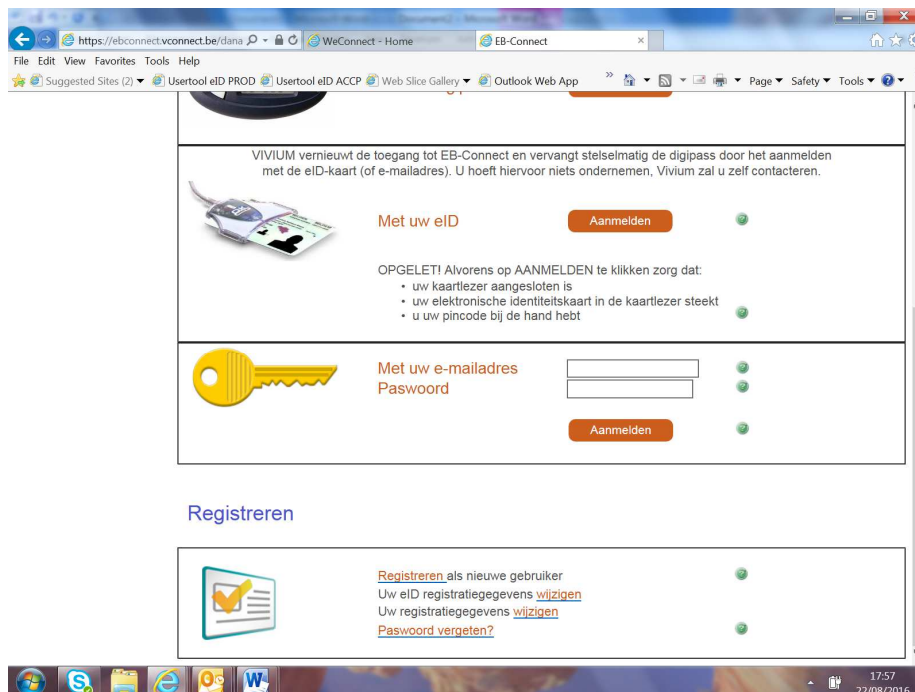 https://ebconnect.vconnect.be/dana
WeConnect - Home
EB-Connect
File Edit View Favorites Tools Help
Suggested Sites (2) Usertool eID PROD Usertool eID ACCP Web Slice Gallery Outlook Web App Page Safety Tools
VIVIUM vernieuwt de toegang tot EB-Connect en vervangt stelselmatig de digipass door het aanmelden
met de eID-kaart (of e-mailadres). U hoeft hiervoor niets ondernemen, Vivium zal u zelf contacteren.
Met uw eID Aanmelden
OPGELET! Alvorens op AANMELDEN te klikken zorg dat:
• uw kaartlezer aangesloten is
• uw elektronische identiteitskaart in de kaartlezer steekt
• u uw pincode bij de hand hebt
Met uw e-mailadres
Paswoord
Aanmelden
Registreren
Registreren als nieuwe gebruiker
Uw eID registratiegegevens wijzigen
Uw registratiegegevens wijzigen
Paswoord vergeten?
17:57
22/08/2016